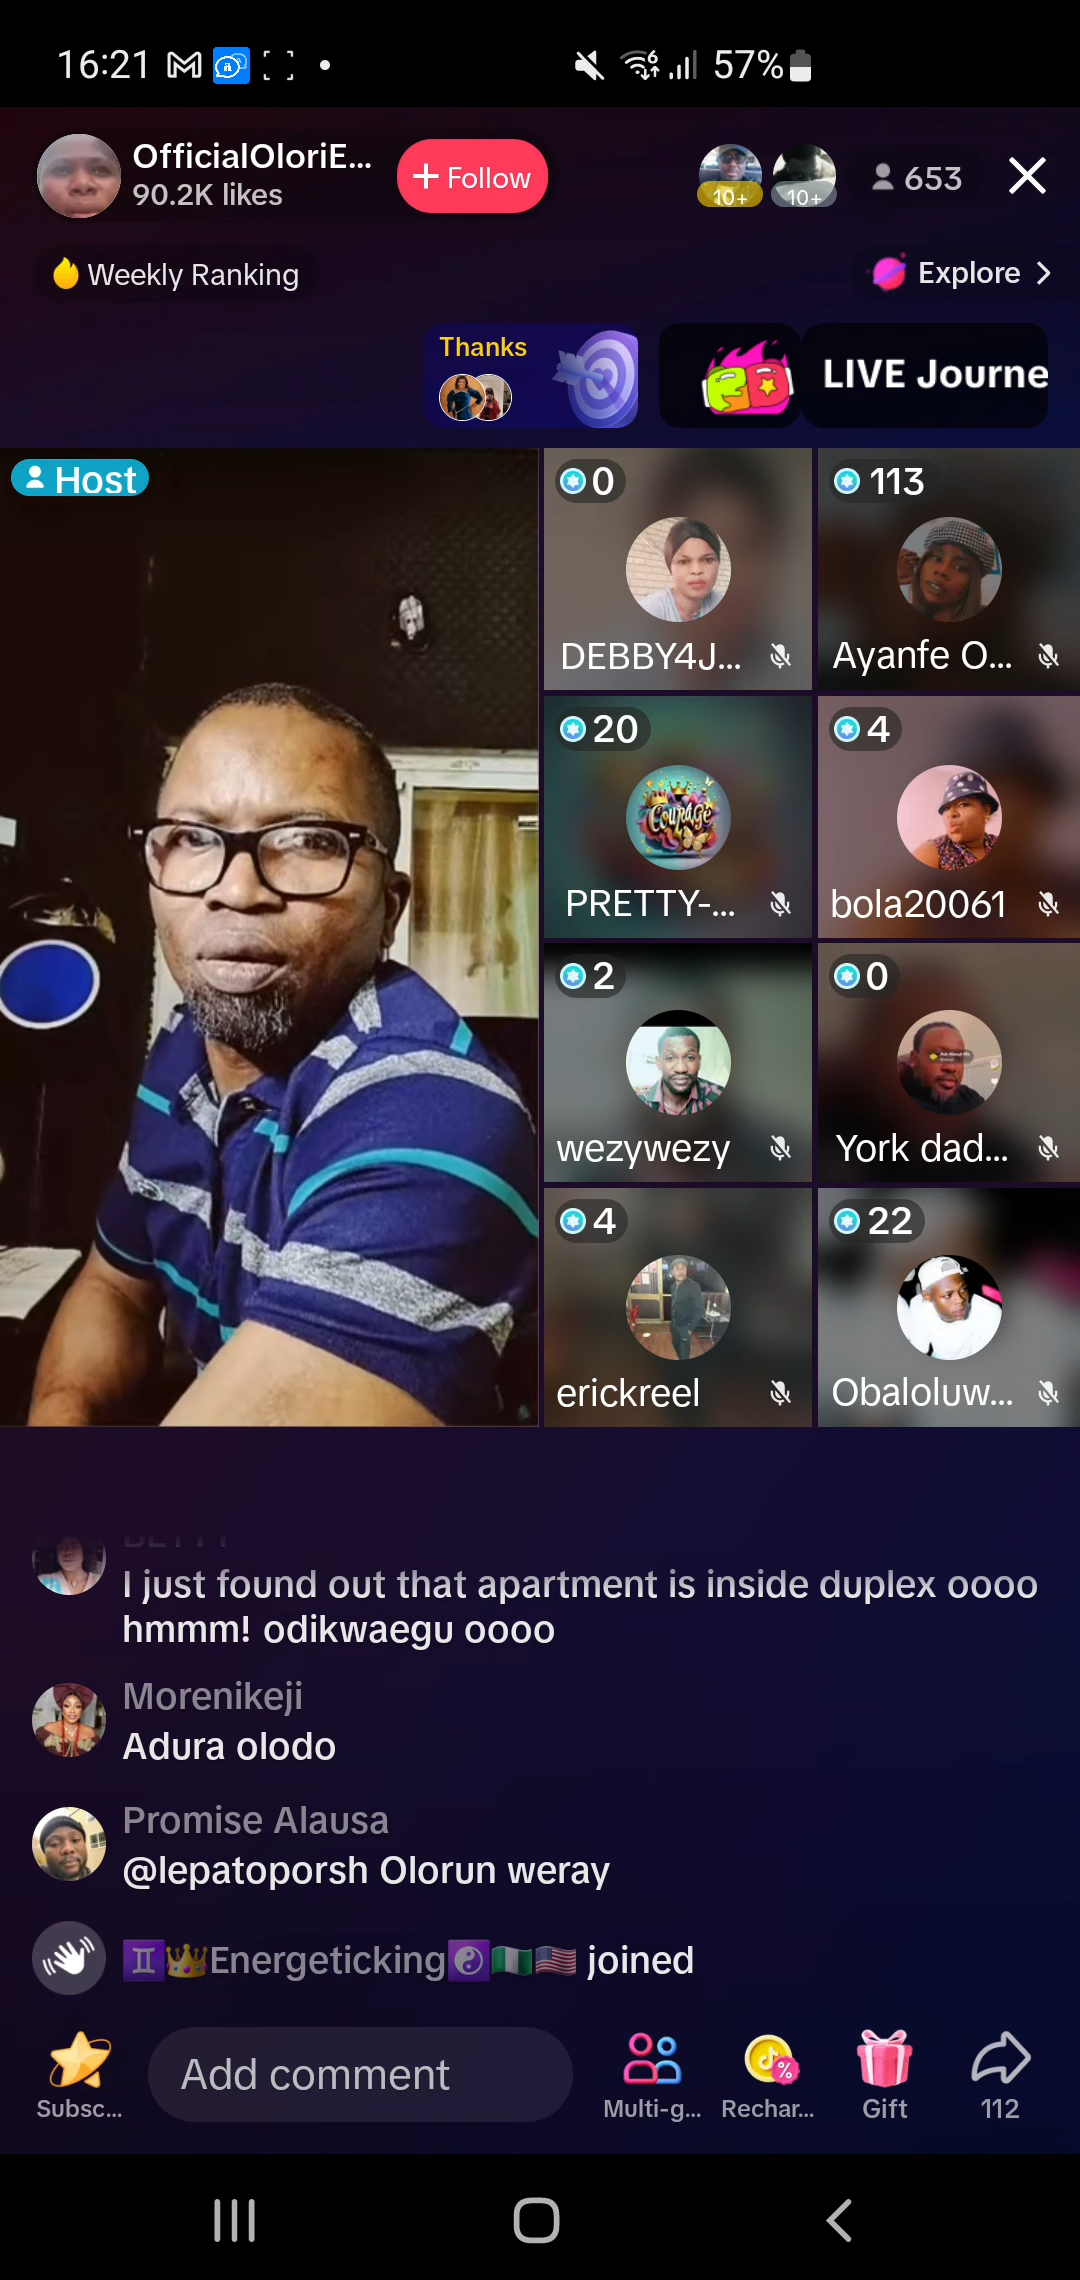 16:21
57%
OfficialOloriE...
90.2K likes
+ Follow
10+
10+
653
Weekly Ranking
Explore
Thanks
LIVE Journe
Host
0
DEBBY4J...
113
Ayanfe O...
20
Courage
PRETTY-...
4
bola20061
2
wezywezy
0
York dad...
4
erickreel
22
Obaloluw...
BETTY
I just found out that apartment is inside duplex oooo
hmmm! odikwaegu oooo
Morenikeji
Adura olodo
Promise Alausa
@lepatoporsh Olorun weray
♊👑Energeticking☯️🇳🇬🇺🇸 joined
Subsc...
Add comment
Multi-g...
Rechar...
Gift
112